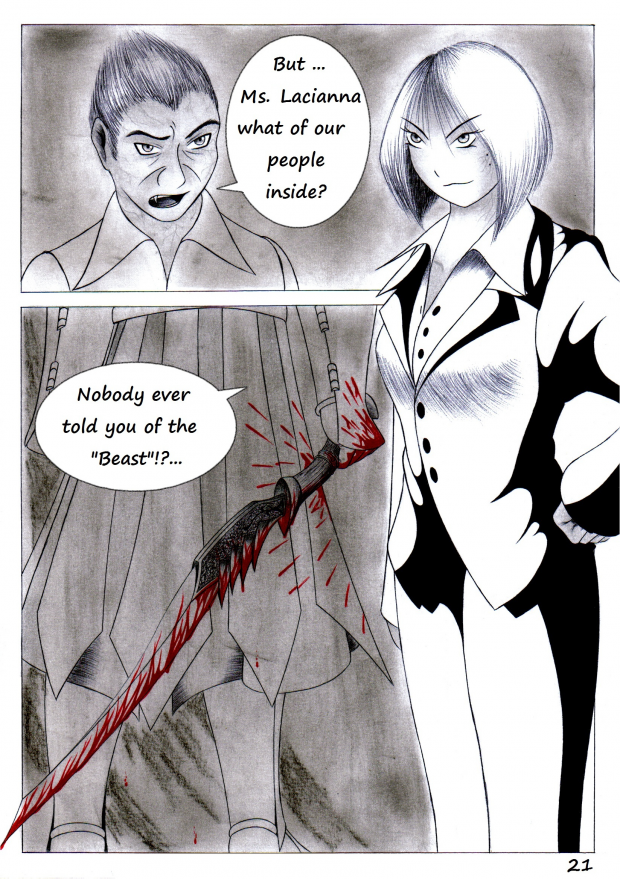 But ...
Ms. Lacianna
what of our
people
inside?
Nobody ever
told you of the
"Beast"!?...
21